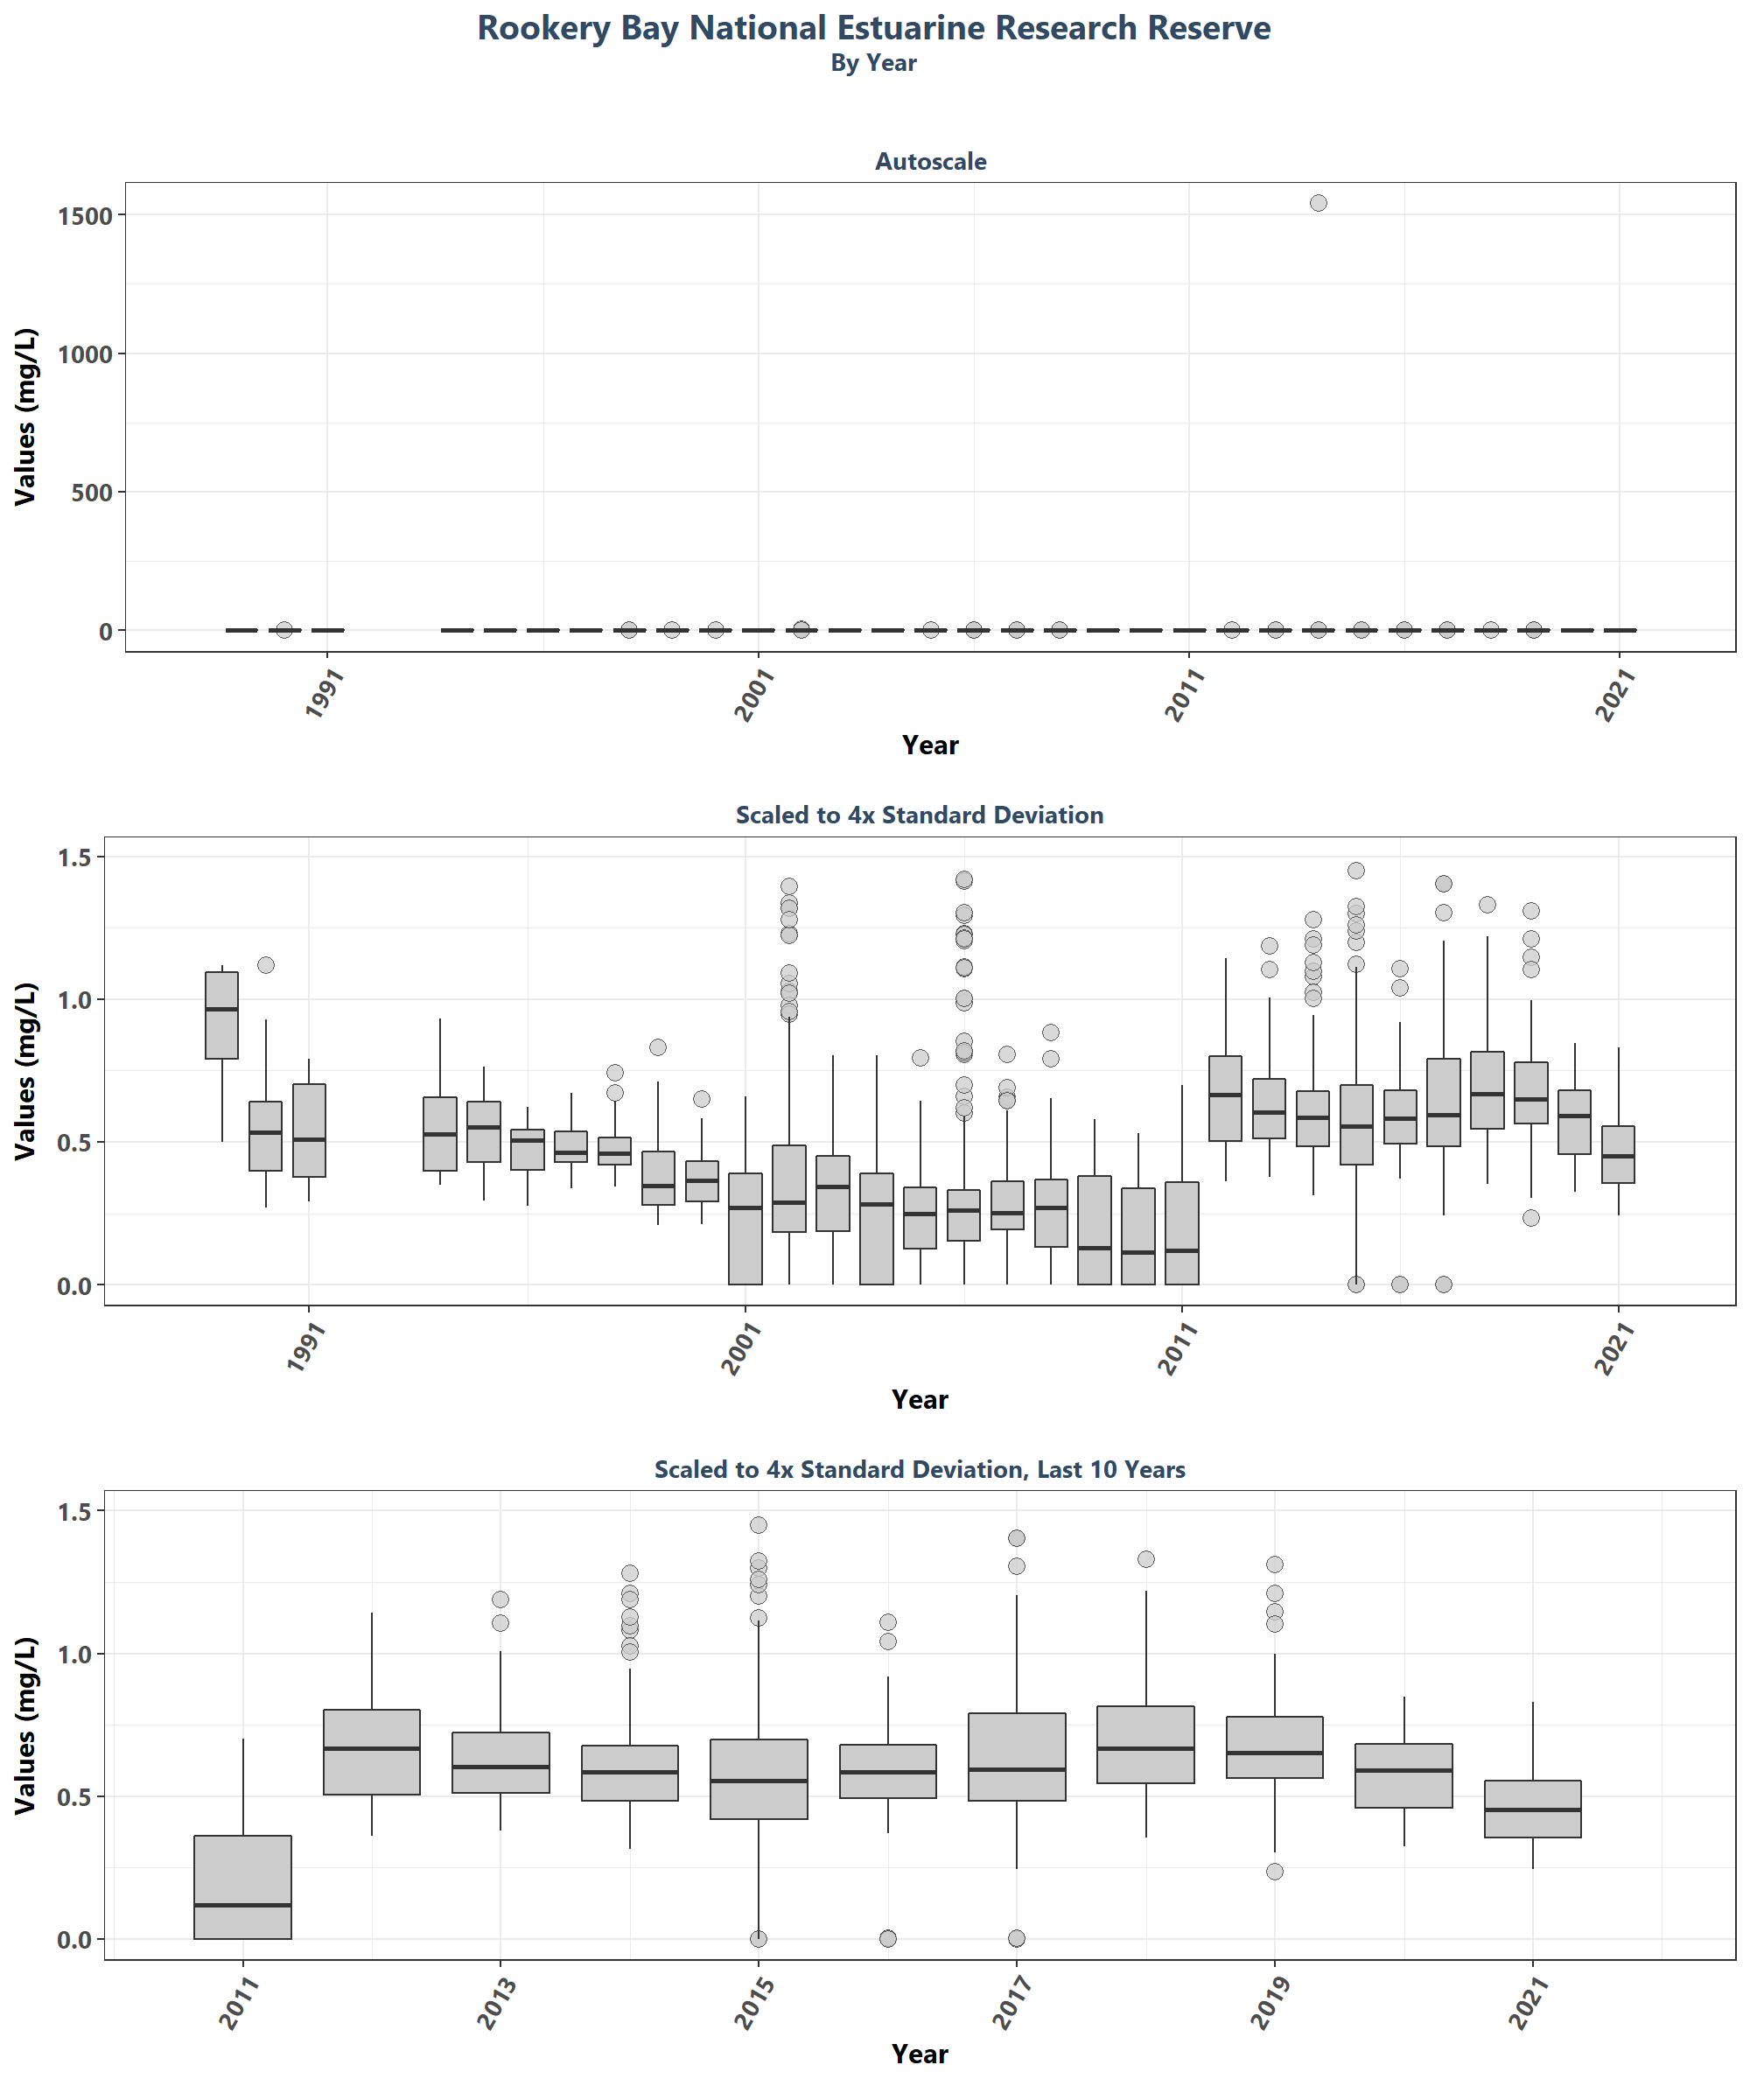 Rookery Bay National Estuarine Research Reserve
By Year
Autoscale
Values (mg/L)
1500
1000
500
0
1991
2001
2011
2021
Year
Scaled to 4x Standard Deviation
Values (mg/L)
1.5
1.0
0.5
0.0
1991
2001
2011
2021
Year
Scaled to 4x Standard Deviation, Last 10 Years
Values (mg/L)
1.5
1.0
0.5
0.0
2011
2013
2015
2017
2019
2021
Year